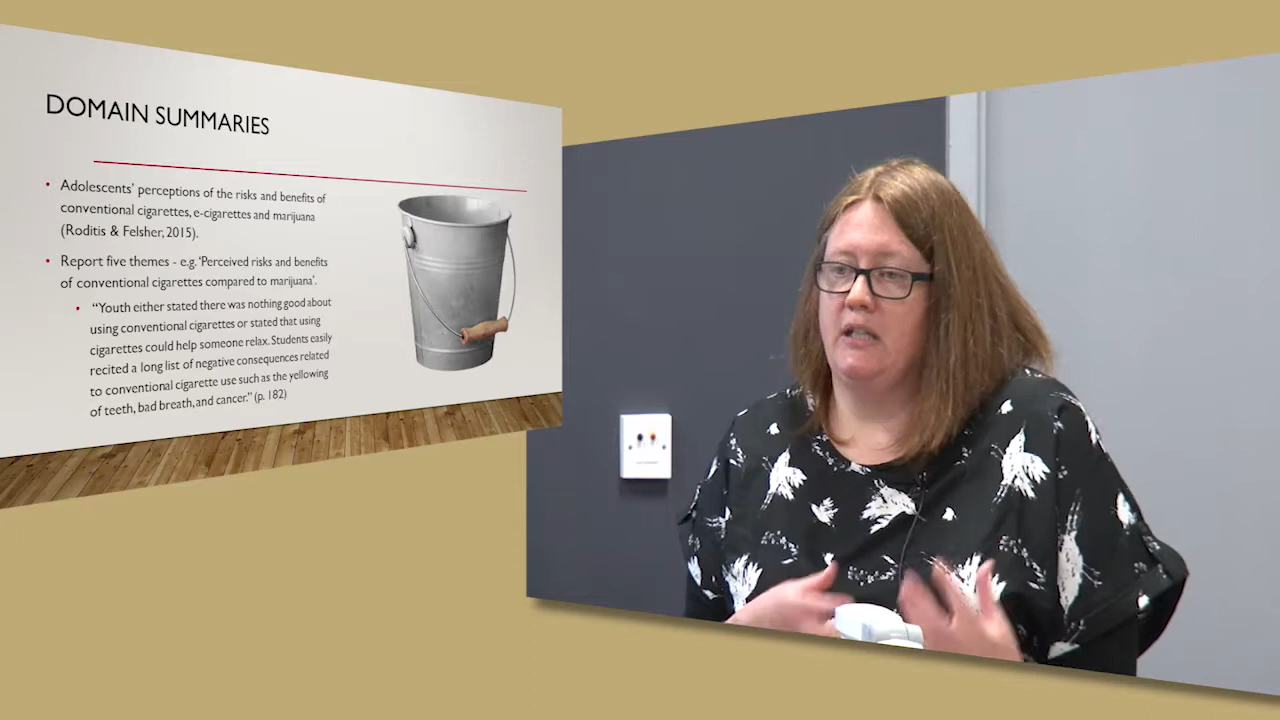 DOMAIN SUMMARIES
• Adolescents’ perceptions of the risks and benefits of
conventional cigarettes, e-cigarettes and marijuana
(Roditis & Felsher, 2015).
• Report five themes - e.g. ‘Perceived risks and benefits
of conventional cigarettes compared to marijuana’.
• “Youth either stated there was nothing good about
using conventional cigarettes or stated that using
cigarettes could help someone relax. Students easily
recited a long list of negative consequences related
to conventional cigarette use such as the yellowing
of teeth, bad breath, and cancer.” (p. 182)